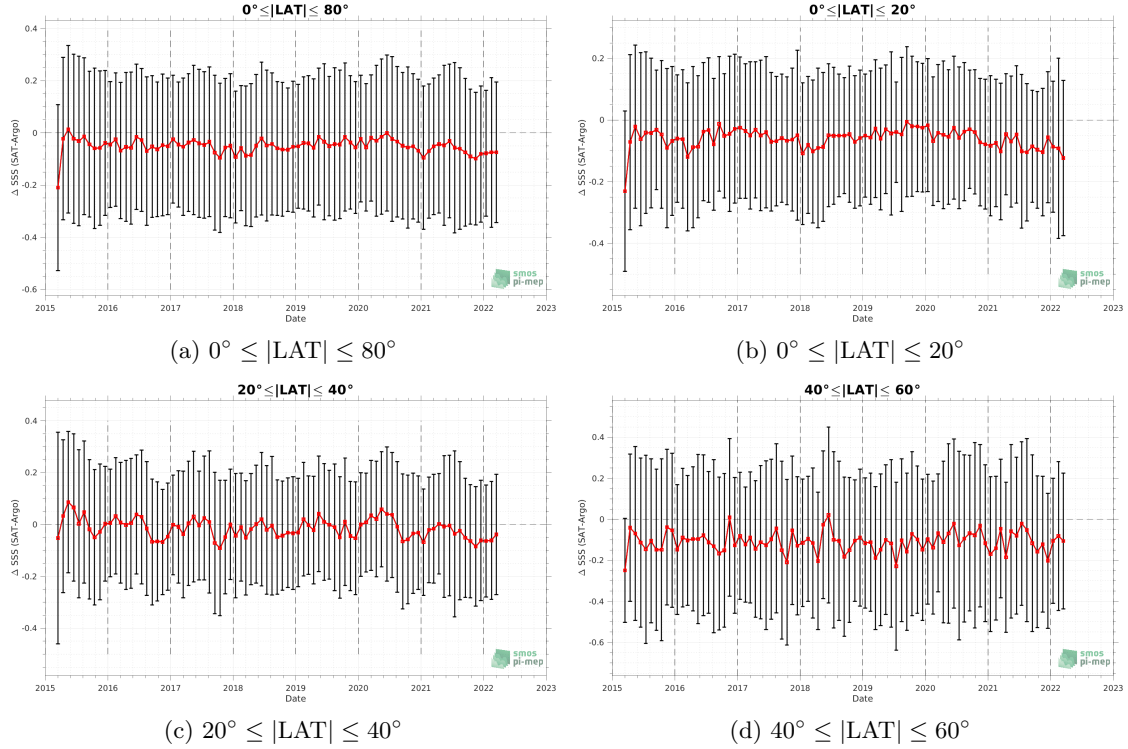 0°≤|LAT|≤ 80°
0.4
0.2
0
-0.2
-0.4
-0.6
Δ SSS (SAT-Argo)
2015 2016 2017 2018 2019 2020 2021 2022 2023
Date
smos
pi-mep
(a) 0° ≤ |LAT| ≤ 80°
0°≤|LAT|≤ 20°
0.2
0
-0.2
-0.4
Δ SSS (SAT-Argo)
2015 2016 2017 2018 2019 2020 2021 2022 2023
Date
smos
pi-mep
(b) 0° ≤ |LAT| ≤ 20°
20°≤|LAT|≤ 40°
0.4
0.2
0
-0.2
-0.4
Δ SSS (SAT-Argo)
2015 2016 2017 2018 2019 2020 2021 2022 2023
Date
smos
pi-mep
(c) 20° ≤ |LAT| ≤ 40°
40°≤|LAT|≤ 60°
0.4
0.2
0
-0.2
-0.4
-0.6
Δ SSS (SAT-Argo)
2015 2016 2017 2018 2019 2020 2021 2022 2023
Date
smos
pi-mep
(d) 40° ≤ |LAT| ≤ 60°